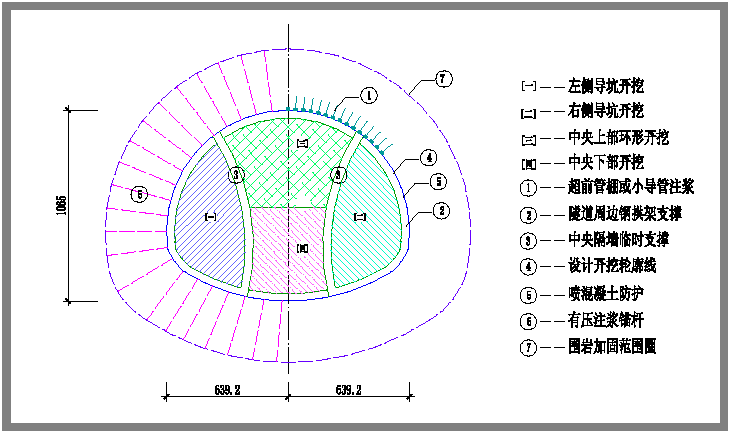 [一]——左侧导坑开挖
[二]——右侧导坑开挖
[三]——中央上部环形开挖
[四]——中央下部开挖
①——超前管棚或小导管注浆
②——隧道周边钢拱架支撑
③——中央隔墙临时支撑
④——设计开挖轮廓线
⑤——喷混凝土防护
⑥——有压注浆锚杆
⑦——围岩加固范围圈
⑦
①
[三]
④
③
③
⑤
⑥
1085
[一]
[二]
②
[四]
639.2
639.2